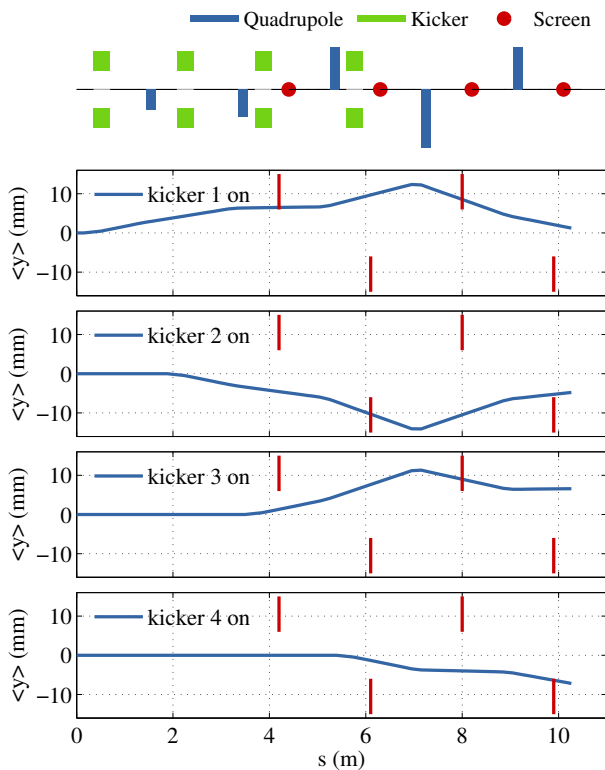 Quadrupole Kicker Screen
10
0
−10
<y> (mm)
kicker 1 on
10
0
−10
<y> (mm)
kicker 2 on
10
0
−10
<y> (mm)
kicker 3 on
10
0
−10
<y> (mm)
kicker 4 on
0 2 4 6 8 10
s (m)